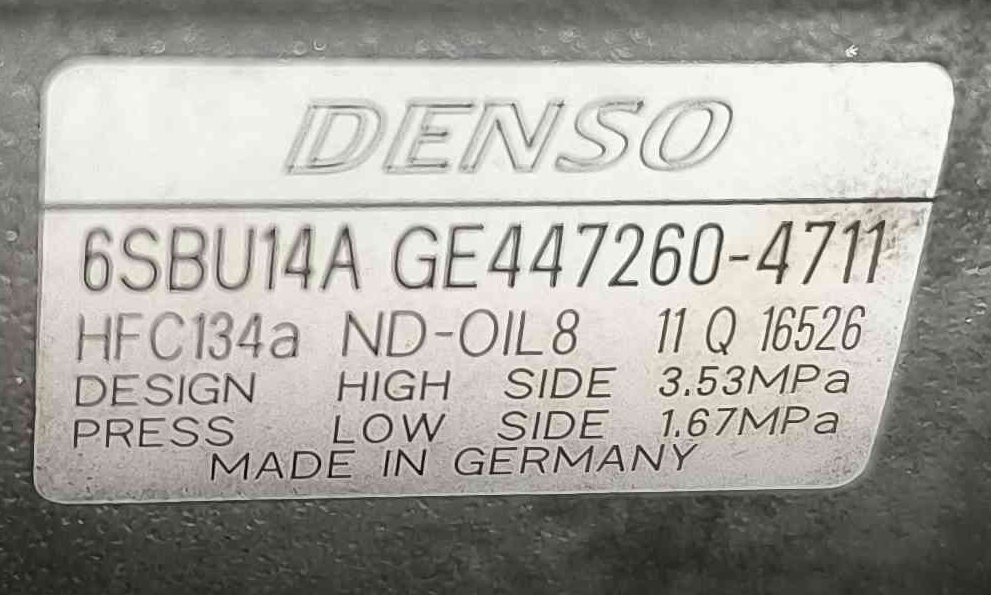 DENSO
6SBU14A GE447260-4711
HFC134a ND-OIL8 11 Q 16526
DESIGN HIGH SIDE 3.53MPa
PRESS LOW SIDE 1.67MPa
MADE IN GERMANY